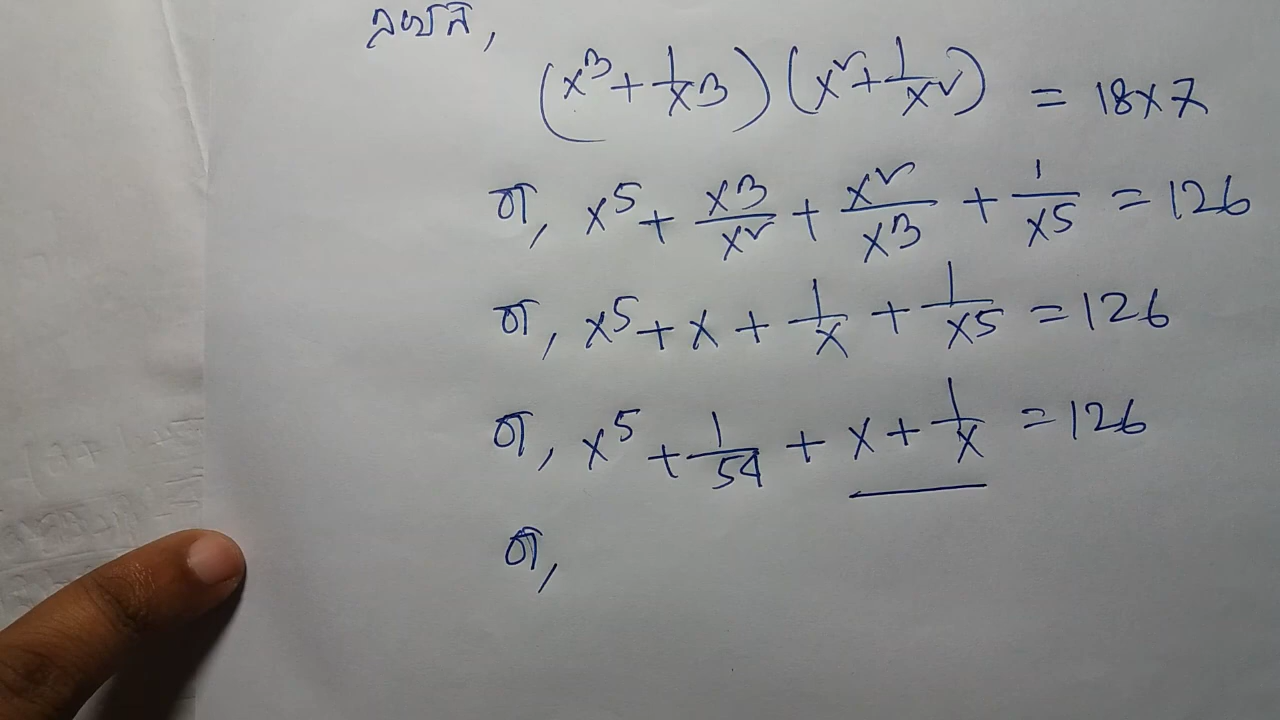 এখন,
(x³ + 1/x³) (x² + 1/x²) = 18×7
বা, x⁵ + x³/x² + x²/x³ + 1/x⁵ = 126
বা, x⁵ + x + 1/x + 1/x⁵ = 126
বা, x⁵ + 1/54 + x + 1/x = 126
বা,